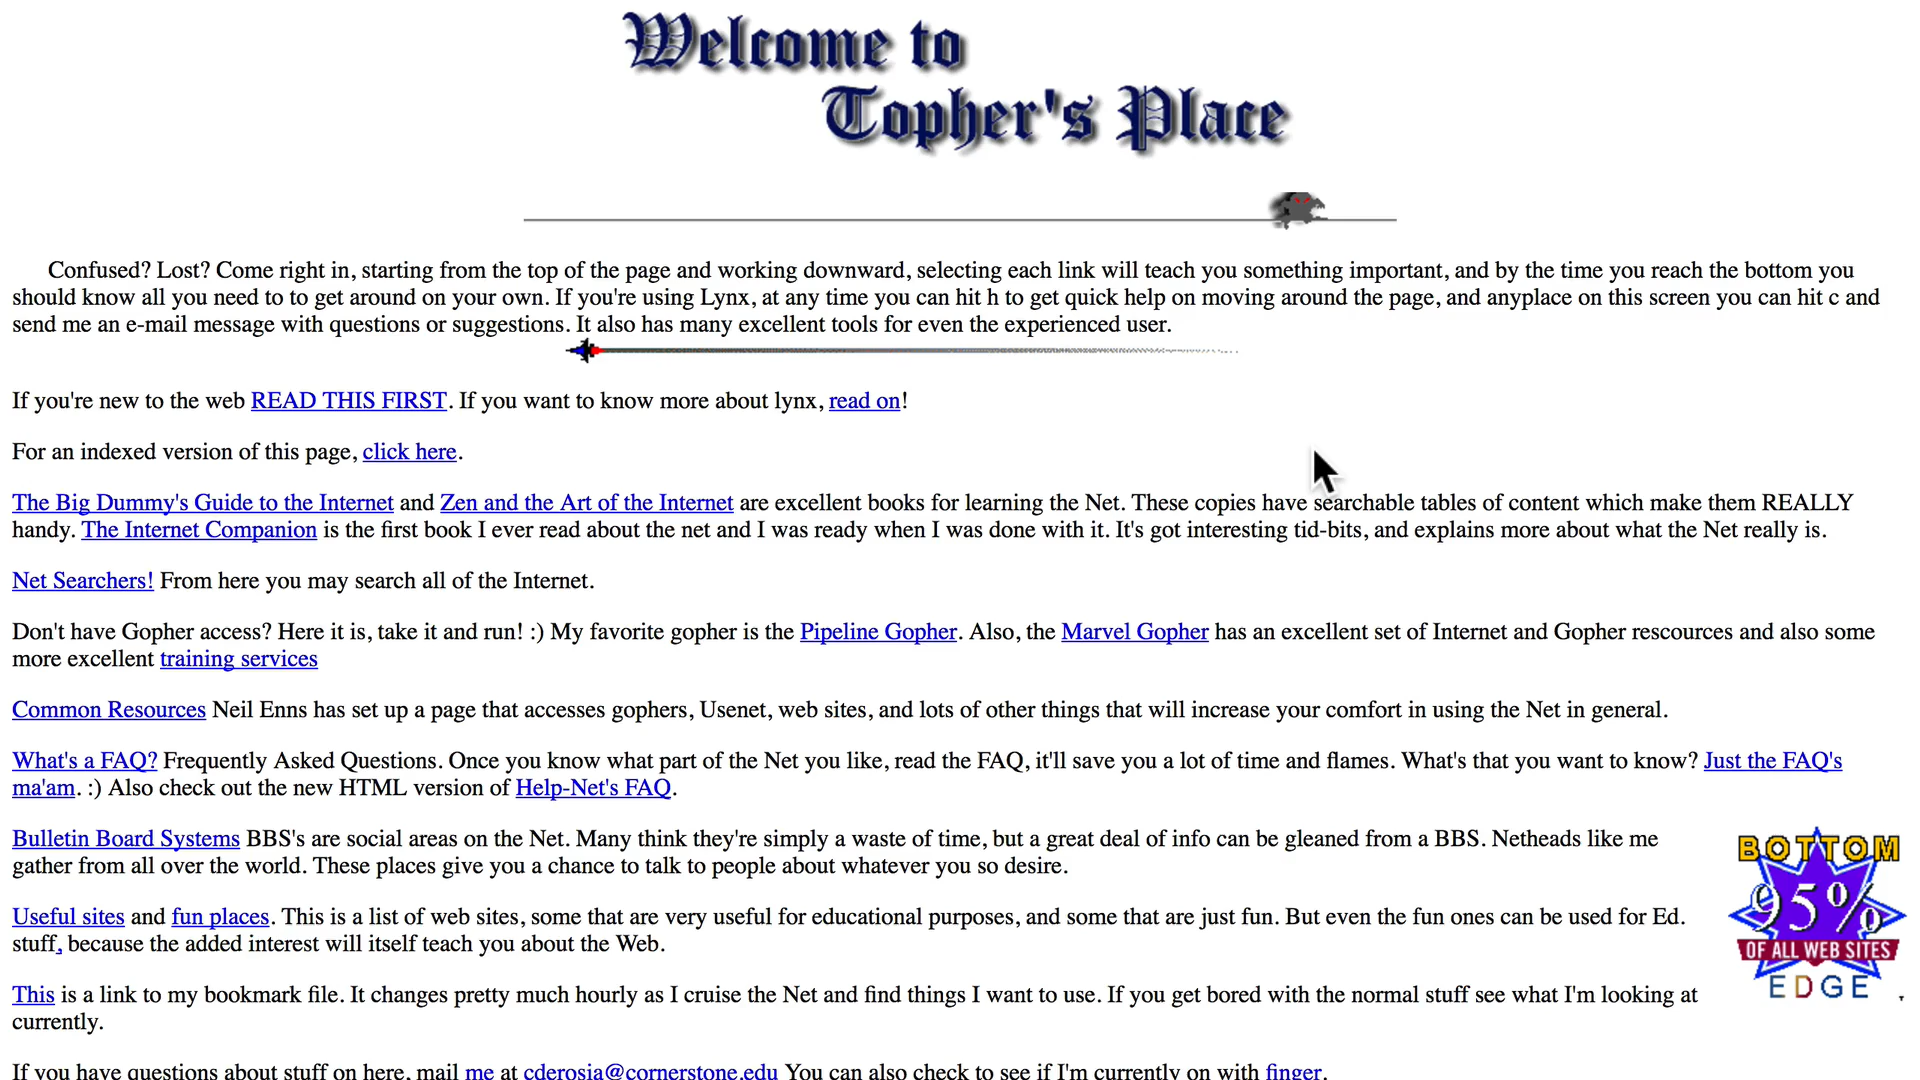 Welcome to
Topher's Place
Confused? Lost? Come right in, starting from the top of the page and working downward, selecting each link will teach you something important, and by the time you reach the bottom you
should know all you need to to get around on your own. If you're using Lynx, at any time you can hit h to get quick help on moving around the page, and anyplace on this screen you can hit c and
send me an e-mail message with questions or suggestions. It also has many excellent tools for even the experienced user.
If you're new to the web READ THIS FIRST. If you want to know more about lynx, read on!
For an indexed version of this page, click here.
The Big Dummy's Guide to the Internet and Zen and the Art of the Internet are excellent books for learning the Net. These copies have searchable tables of content which make them REALLY
handy. The Internet Companion is the first book I ever read about the net and I was ready when I was done with it. It's got interesting tid-bits, and explains more about what the Net really is.
Net Searchers! From here you may search all of the Internet.
Don't have Gopher access? Here it is, take it and run! :) My favorite gopher is the Pipeline Gopher. Also, the Marvel Gopher has an excellent set of Internet and Gopher rescources and also some
more excellent training services
Common Resources Neil Enns has set up a page that accesses gophers, Usenet, web sites, and lots of other things that will increase your comfort in using the Net in general.
What's a FAQ? Frequently Asked Questions. Once you know what part of the Net you like, read the FAQ, it'll save you a lot of time and flames. What's that you want to know? Just the FAQ's
ma'am. :) Also check out the new HTML version of Help-Net's FAQ.
Bulletin Board Systems BBS's are social areas on the Net. Many think they're simply a waste of time, but a great deal of info can be gleaned from a BBS. Netheads like me
gather from all over the world. These places give you a chance to talk to people about whatever you so desire.
Useful sites and fun places. This is a list of web sites, some that are very useful for educational purposes, and some that are just fun. But even the fun ones can be used for Ed.
stuff, because the added interest will itself teach you about the Web.
BOTTOM
95%
OF ALL WEB SITES
EDGE
This is a link to my bookmark file. It changes pretty much hourly as I cruise the Net and find things I want to use. If you get bored with the normal stuff see what I'm looking at
currently.
If you have questions about stuff on here, mail me at cderosia@cornerstone.edu You can also check to see if I'm currently on with finger.